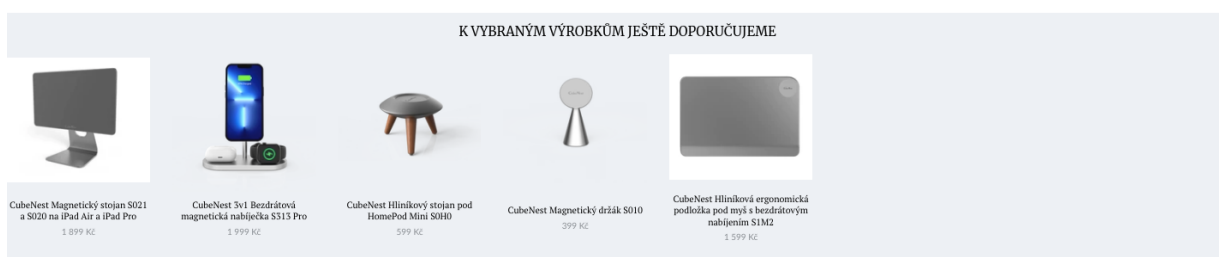 K VYBRANÝM VÝROBKŮM JEŠTĚ DOPORUČUJEME
CubeNest Magnetický stojan S021
a S020 na iPad Air a iPad Pro
1 899 Kč
CubeNest 3v1 Bezdrátová
magnetická nabíječka S313 Pro
1 999 Kč
CubeNest Hliníkový stojan pod
HomePod Mini S0H0
599 Kč
CubeNest Magnetický držák S010
399 Kč
CubeNest Hliníková ergonomická
podložka pod myš s bezdrátovým
nabíjením S1M2
1 599 Kč